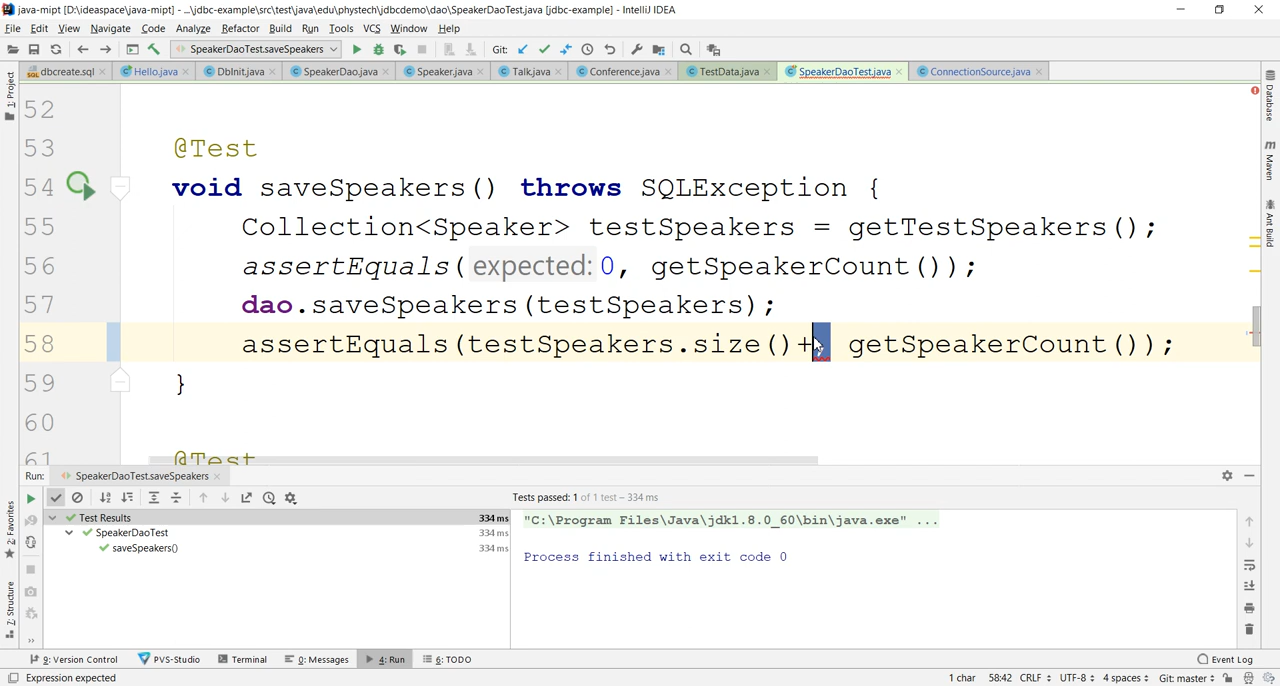 java-mipt [D:\ideaspace\java-mipt] - ...\jdbc-example\src\test\java\edu\phystech\jdbcdemo\dao\SpeakerDaoTest.java [jdbc-example] - IntelliJ IDEA
File Edit View Navigate Code Analyze Refactor Build Run Tools VCS Window Help
SpeakerDaoTest.saveSpeakers Git:
dbcreate.sql Hello.java DbInit.java SpeakerDao.java Speaker.java Talk.java Conference.java TestData.java SpeakerDaoTest.java ConnectionSource.java
1: Project
Database
Maven
Ant Build
52
53 @Test
54 void saveSpeakers() throws SQLException {
55 Collection<Speaker> testSpeakers = getTestSpeakers();
56 assertEquals( expected: 0, getSpeakerCount());
57 dao.saveSpeakers(testSpeakers);
58 assertEquals(testSpeakers.size()+, getSpeakerCount());
59 }
60
61 @Test
Run: SpeakerDaoTest.saveSpeakers
Tests passed: 1 of 1 test – 334 ms
Test Results 334 ms
SpeakerDaoTest 334 ms
saveSpeakers() 334 ms
"C:\Program Files\Java\jdk1.8.0_60\bin\java.exe" ...
Process finished with exit code 0
2: Favorites
7: Structure
9: Version Control PVS-Studio Terminal 0: Messages 4: Run 6: TODO Event Log
Expression expected 1 char 58:42 CRLF UTF-8 4 spaces Git: master